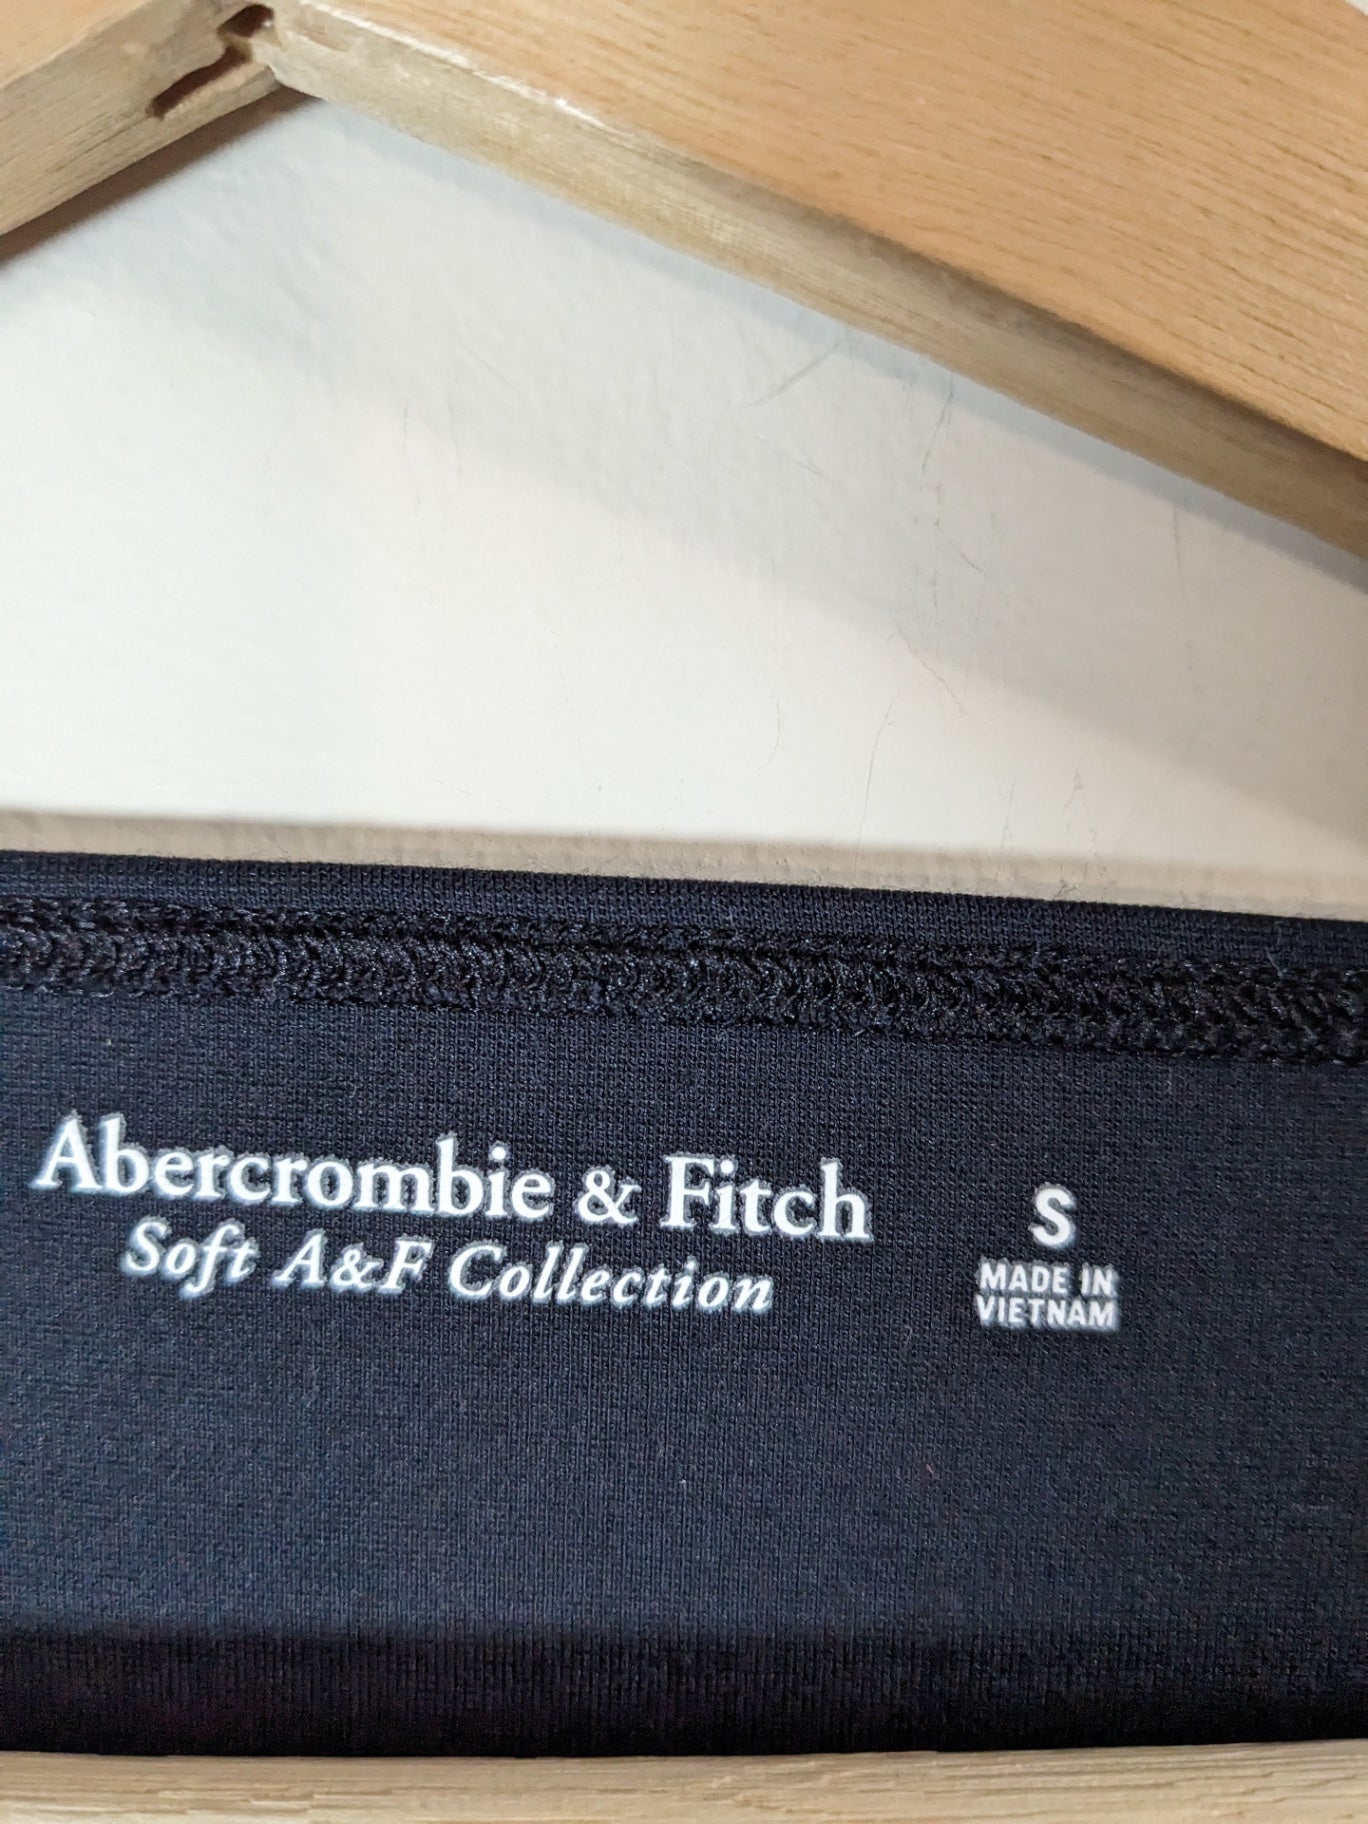 Abercrombie & Fitch
Soft A&F Collection
S
MADE IN
VIETNAM